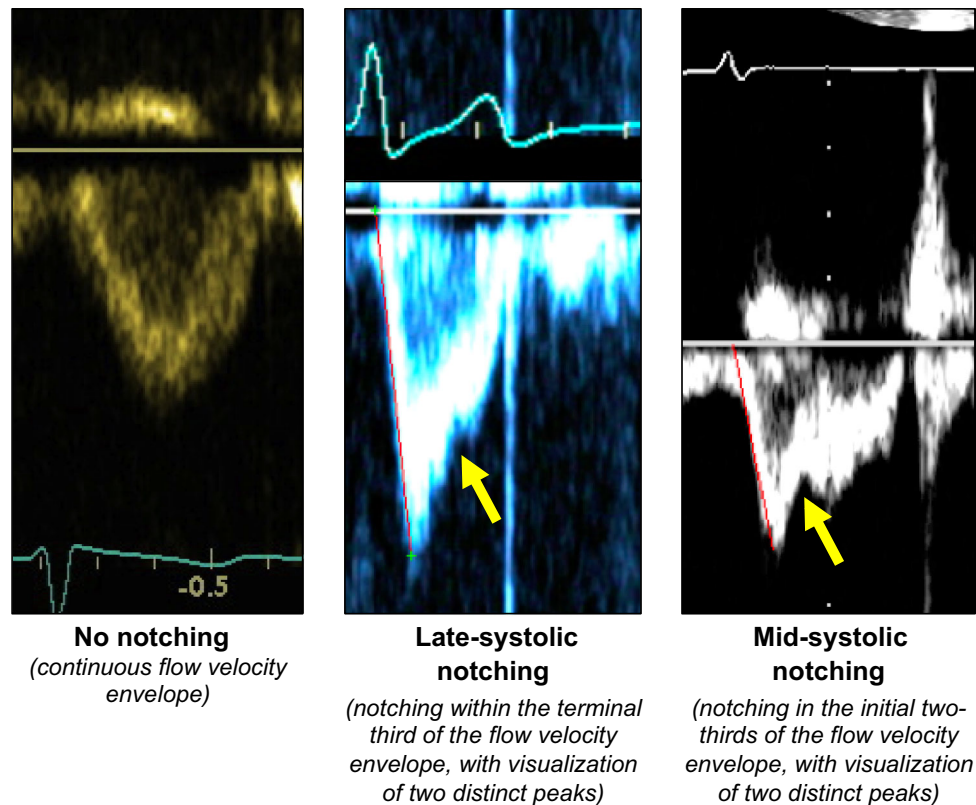 -0.5
No notching
(continuous flow velocity
envelope)
Late-systolic
notching
(notching within the terminal
third of the flow velocity
envelope, with visualization
of two distinct peaks)
Mid-systolic
notching
(notching in the initial two-
thirds of the flow velocity
envelope, with visualization
of two distinct peaks)